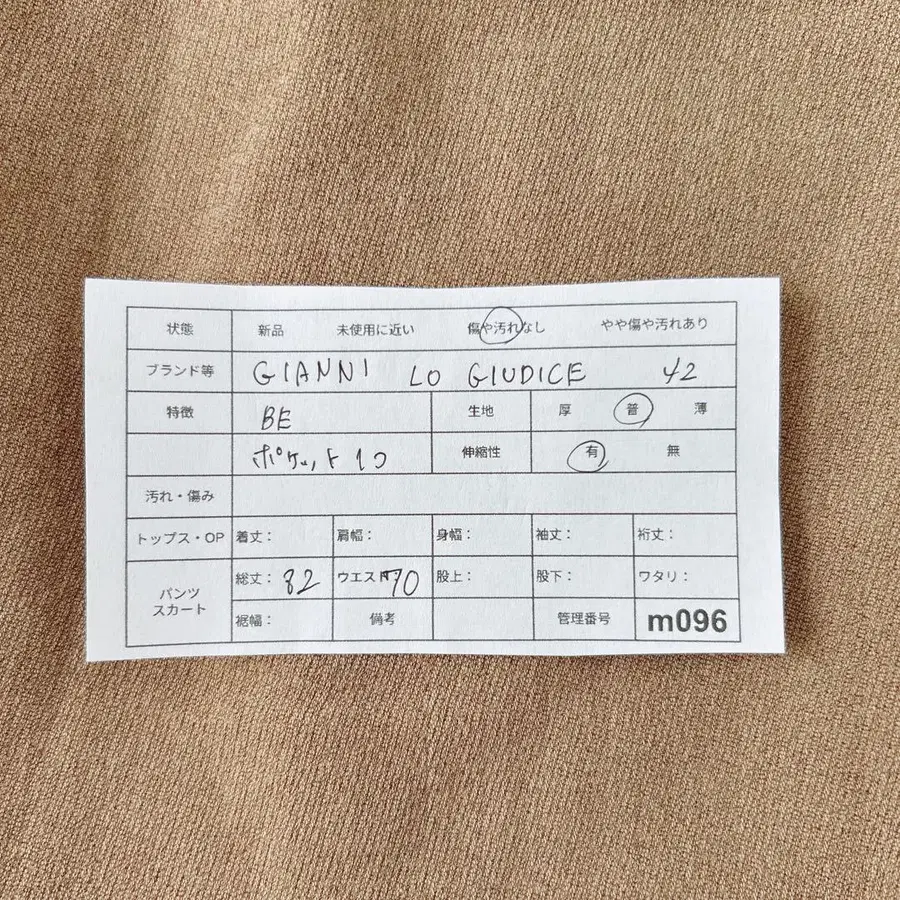 状態 新品 未使用に近い 傷や汚れなし やや傷や汚れあり
ブランド等 GIANNI LO GIUDICE 42
特徴 BE 生地 厚 普 薄
ポケット1つ 伸縮性 有 無
汚れ・傷み
トップス・OP 着丈: 肩幅: 身幅: 袖丈: 裄丈:
パンツ スカート 総丈: 82 ウエスト: 70 股上: 股下: ワタリ:
裾幅: 備考 管理番号 m096